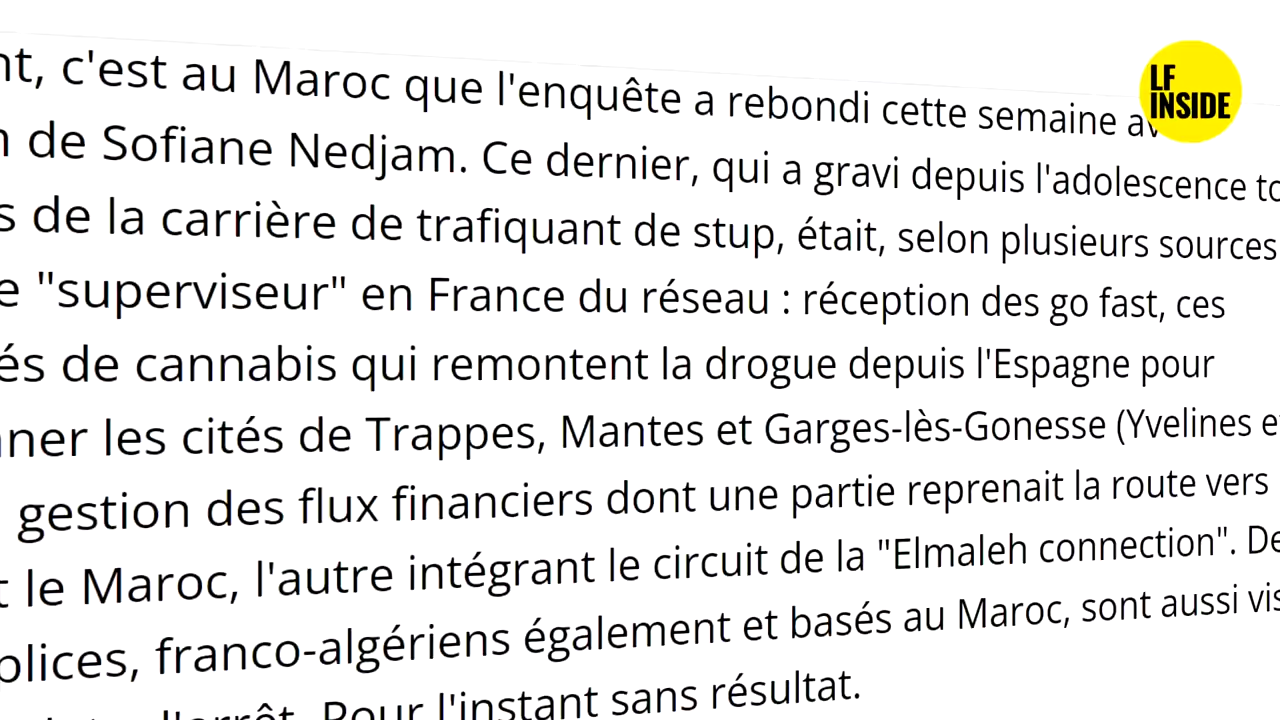 nt, c'est au Maroc que l'enquête a rebondi cette semaine
de Sofiane Nedjam. Ce dernier, qui a gravi depuis l'adolescence
s de la carrière de trafiquant de stup, était, selon plusieurs sources
e "superviseur" en France du réseau : réception des go fast, ces
és de cannabis qui remontent la drogue depuis l'Espagne pour
ner les cités de Trappes, Mantes et Garges-lès-Gonesse (Yvelines
gestion des flux financiers dont une partie reprenait la route vers
t le Maroc, l'autre intégrant le circuit de la "Elmaleh connection". De
plices, franco-algériens également et basés au Maroc, sont aussi
d'arrêt. Pour l'instant sans résultat.
LF
INSIDE